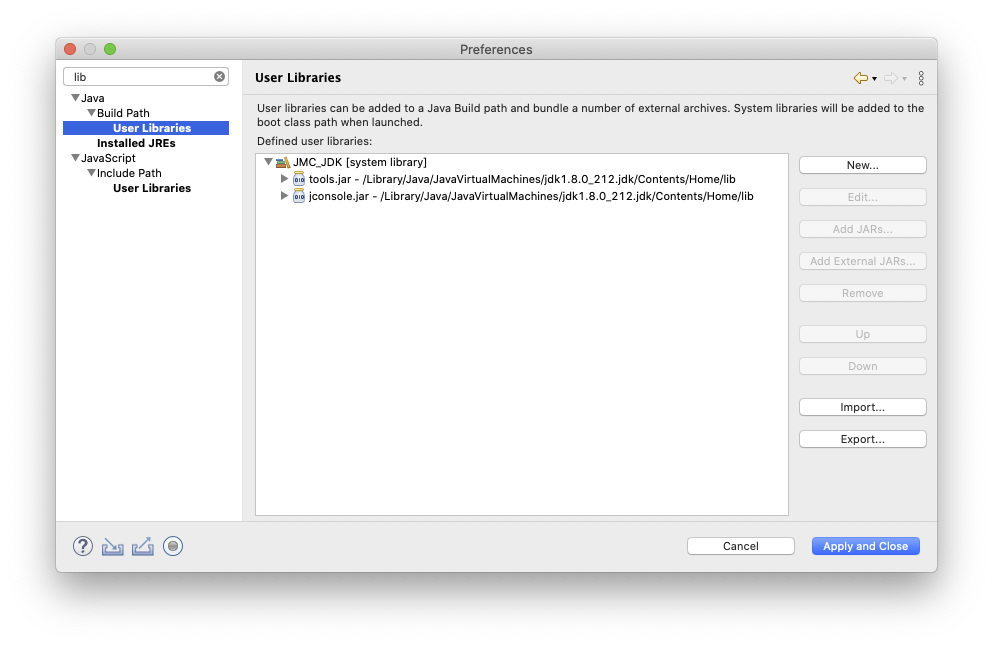 Preferences
lib
Java
Build Path
User Libraries
Installed JREs
JavaScript
Include Path
User Libraries
User Libraries
User libraries can be added to a Java Build path and bundle a number of external archives. System libraries will be added to the
boot class path when launched.
Defined user libraries:
JMC_JDK [system library]
tools.jar - /Library/Java/JavaVirtualMachines/jdk1.8.0_212.jdk/Contents/Home/lib
jconsole.jar - /Library/Java/JavaVirtualMachines/jdk1.8.0_212.jdk/Contents/Home/lib
New...
Edit...
Add JARs...
Add External JARs...
Remove
Up
Down
Import...
Export...
Cancel
Apply and Close